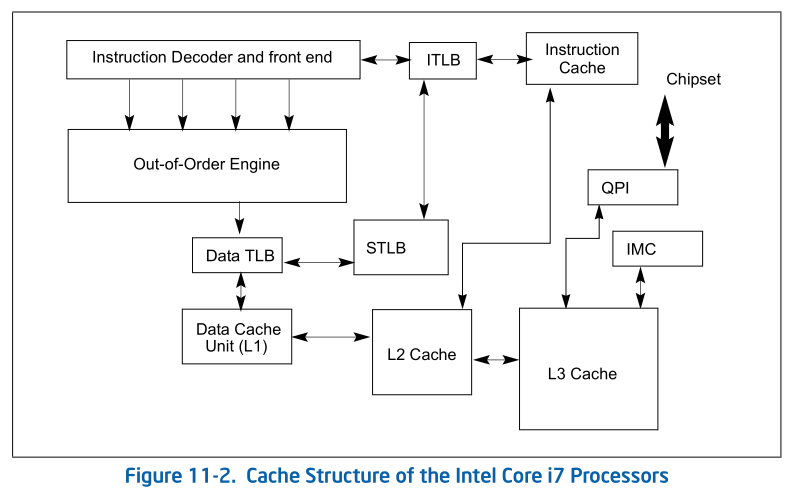 Instruction Decoder and front end
ITLB
Instruction
Cache
Chipset
Out-of-Order Engine
QPI
Data TLB
STLB
IMC
Data Cache
Unit (L1)
L2 Cache
L3 Cache
Figure 11-2. Cache Structure of the Intel Core i7 Processors